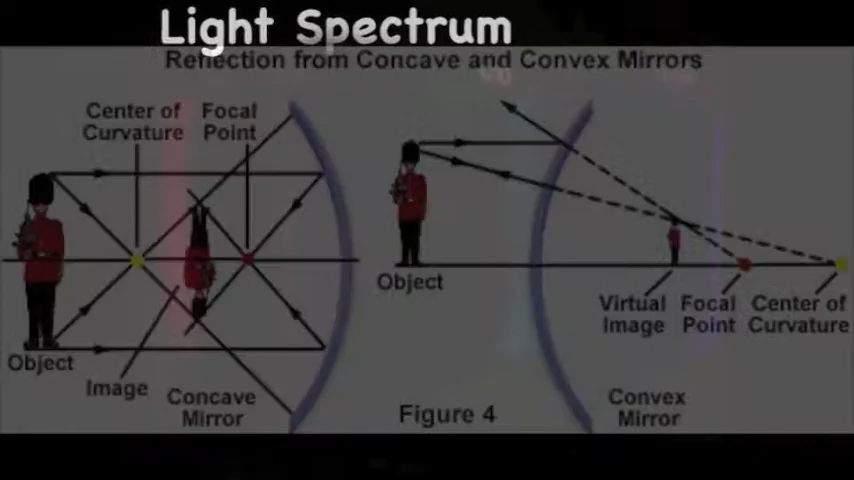 Light Spectrum
Reflection from Concave and Convex Mirrors
Center of
Curvature
Focal
Point
Object
Image
Concave
Mirror
Figure 4
Object
Virtual
Image
Focal
Point
Center of
Curvature
Convex
Mirror